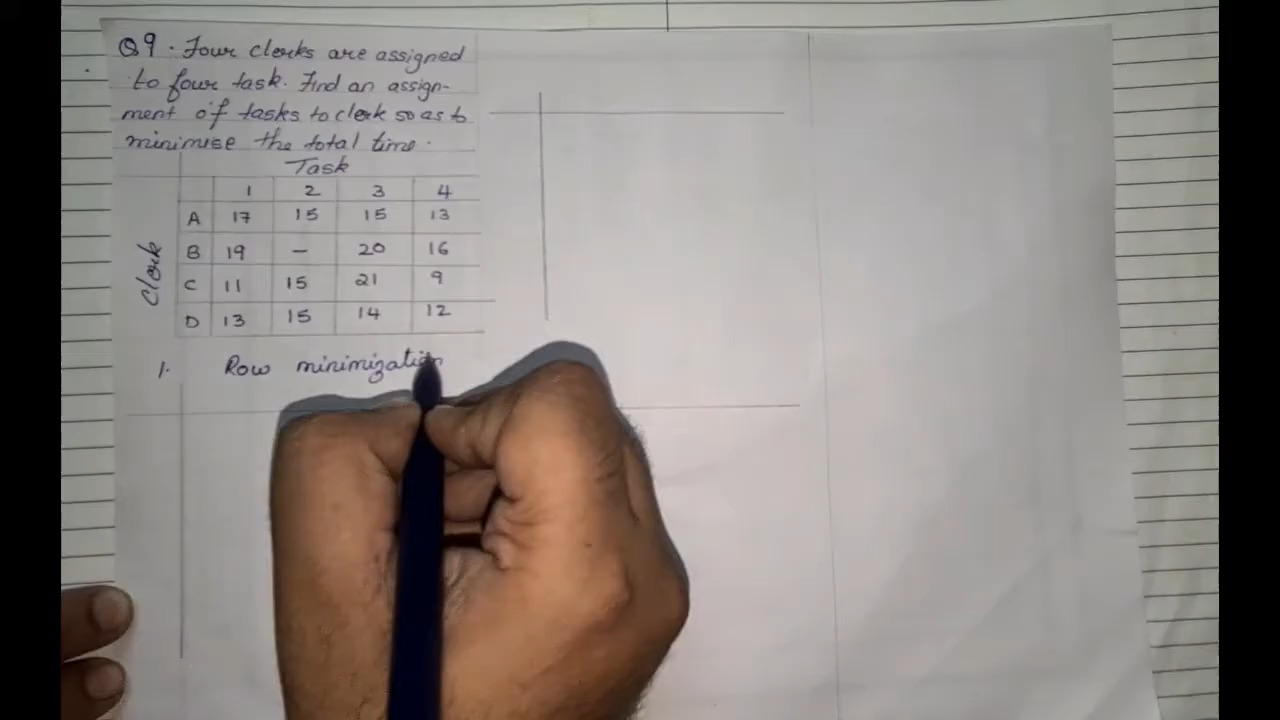 Q9. Four clerks are assigned
to four task. Find an assign-
ment of tasks to clerk so as to
minimise the total time.
Task
1 2 3 4
A 17 15 15 13
B 19 - 20 16
C 11 15 21 9
D 13 15 14 12
Clerk
1. Row minimization